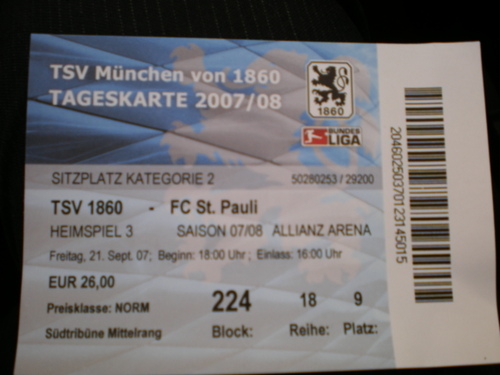 TSV München von 1860
TAGESKARTE 2007/08
1860
BUNDES
LIGA
SITZPLATZ KATEGORIE 2 50280253 / 29200
TSV 1860 - FC St. Pauli
HEIMSPIEL 3 SAISON 07/08 ALLIANZ ARENA
Freitag, 21. Sept. 07; Beginn: 18:00 Uhr ; Einlass: 16:00 Uhr
EUR 26,00
Preisklasse: NORM 224 18 9
Südtribüne Mittelrang Block: Reihe: Platz:
20460250370123145015